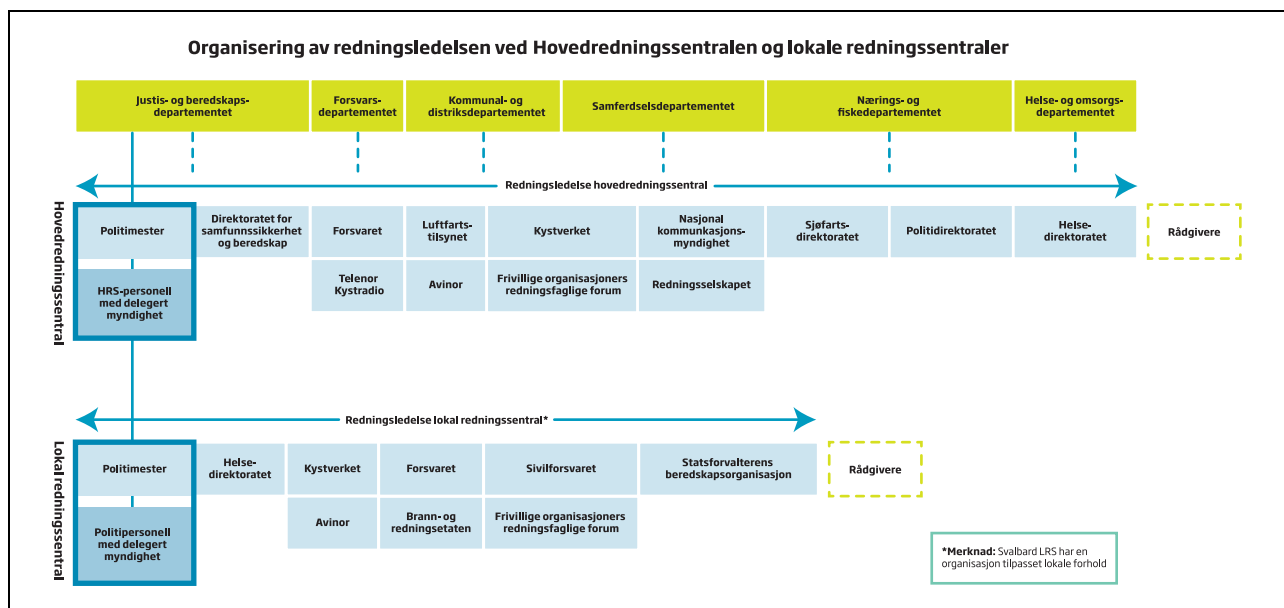 Organisering av redningsledelsen ved Hovedredningssentralen og lokale redningssentraler
Justis- og beredskaps-
departementet
Forsvars-
departementet
Kommunal- og
distriksdepartementet
Samferdselsdepartementet
Nærings- og
fiskedepartementet
Helse- og omsorgs-
departementet
Redningsledelse hovedredningssentral
Hovedredningssentral
Politimester
Direktoratet for
samfunnssikkerhet
og beredskap
Forsvaret
Luftfarts-
tilsynet
Kystverket
Nasjonal
kommunkasjons-
myndighet
Sjøfarts-
direktoratet
Politidirektoratet
Helse-
direktoratet
Rådgivere
HRS-personell
med delegert
myndighet
Telenor
Kystradio
Avinor
Frivillige organisasjoners
redningsfaglige forum
Redningsselskapet
Redningsledelse lokal redningssentral*
Lokal redningssentral
Politimester
Helse-
direktoratet
Kystverket
Forsvaret
Sivilforsvaret
Statsforvalterens
beredskapsorganisasjon
Rådgivere
Politipersonell
med delegert
myndighet
Avinor
Brann- og
redningsetaten
Frivillige organisasjoners
redningsfaglige forum
*Merknad: Svalbard LRS har en
organisasjon tilpasset lokale forhold